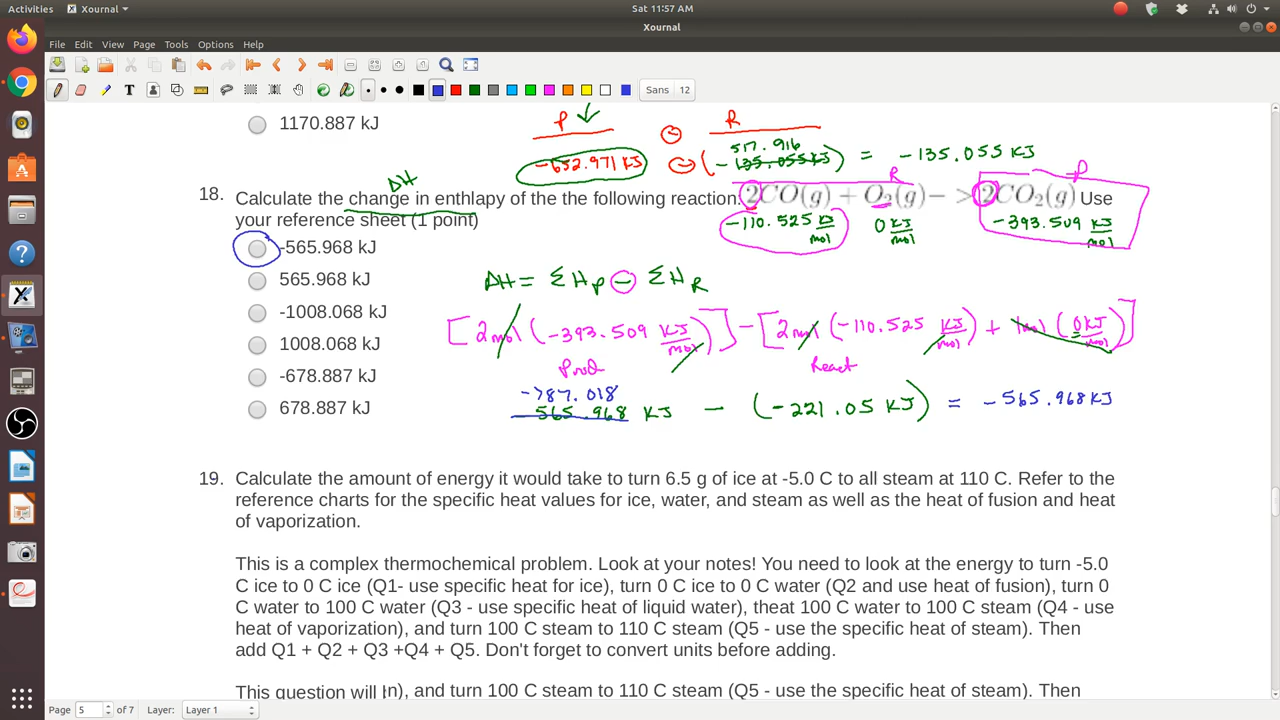 Activities Xournal Sat 11:57 AM
Xournal
File Edit View Page Tools Options Help
T Sans 12
1170.887 kJ
P R
-652.971 KJ - ( 517.916
-135.055KJ ) = -135.055 KJ
ΔH
R P
18. Calculate the change in enthlapy of the the following reaction: 2CO(g) + O2(g)- > 2CO2(g) Use
your reference sheet (1 point)
-110.525 KJ/mol 0 KJ/mol -393.509 KJ/mol
-565.968 kJ
565.968 kJ
ΔH = ΣHP - ΣHR
-1008.068 kJ
[2mol (-393.509 KJ/mol)] - [2mol (-110.525 KJ/mol) + 1mol (0KJ/mol)]
1008.068 kJ
Prod React
-678.887 kJ
-787.018
565.968 KJ - (-221.05 KJ) = -565.968KJ
678.887 kJ
19. Calculate the amount of energy it would take to turn 6.5 g of ice at -5.0 C to all steam at 110 C. Refer to the
reference charts for the specific heat values for ice, water, and steam as well as the heat of fusion and heat
of vaporization.
This is a complex thermochemical problem. Look at your notes! You need to look at the energy to turn -5.0
C ice to 0 C ice (Q1- use specific heat for ice), turn 0 C ice to 0 C water (Q2 and use heat of fusion), turn 0
C water to 100 C water (Q3 - use specific heat of liquid water), theat 100 C water to 100 C steam (Q4 - use
heat of vaporization), and turn 100 C steam to 110 C steam (Q5 - use the specific heat of steam). Then
add Q1 + Q2 + Q3 +Q4 + Q5. Don't forget to convert units before adding.
This question will in), and turn 100 C steam to 110 C steam (Q5 - use the specific heat of steam). Then
Page 5 of 7 Layer: Layer 1